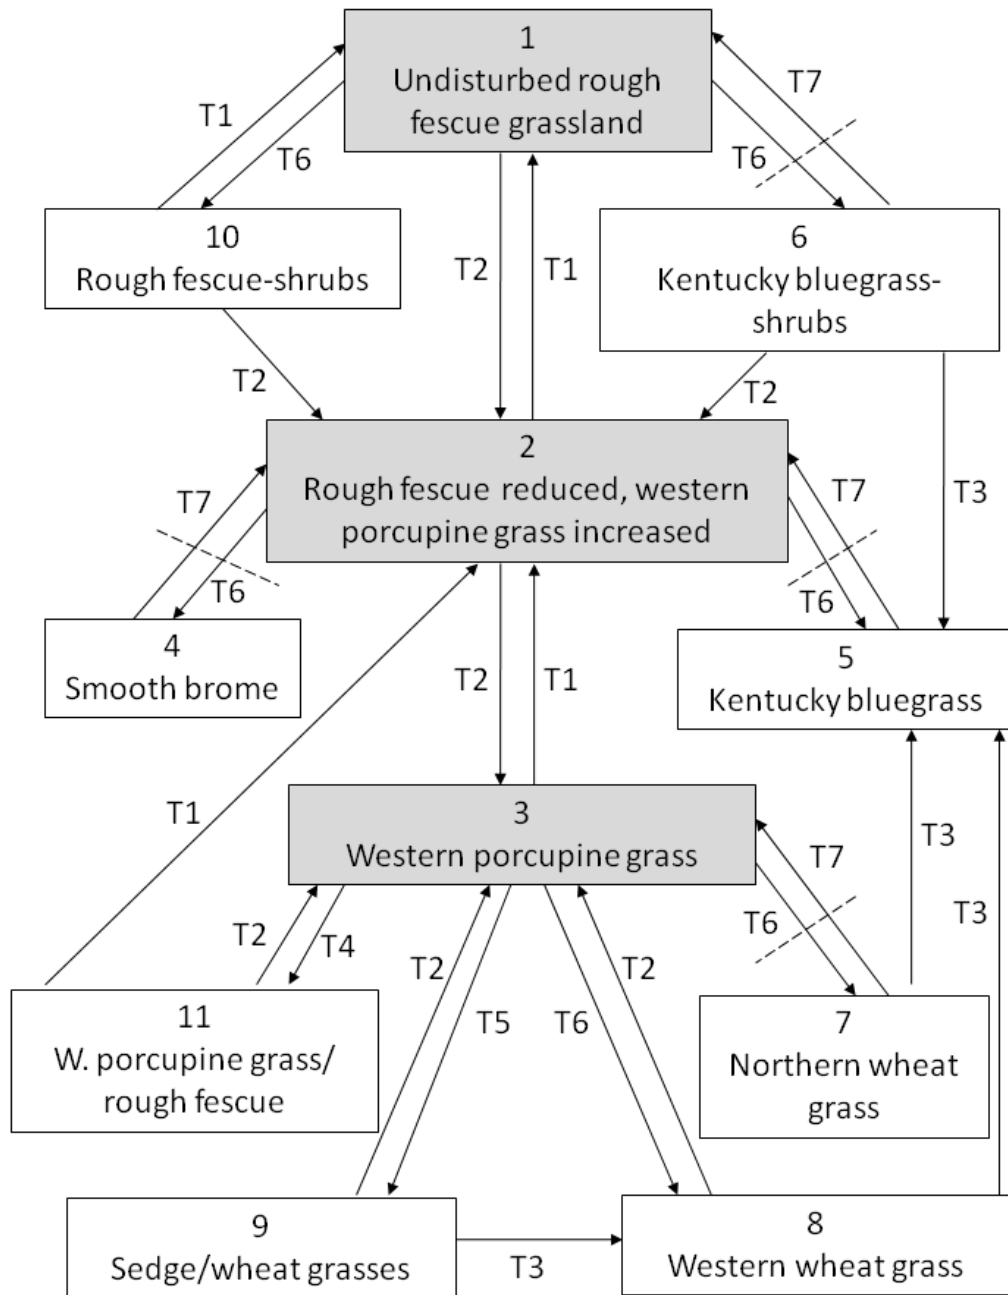 1
Undisturbed rough
fescue grassland
T1
T6
T7
T6
10
Rough fescue-shrubs
6
Kentucky bluegrass-
shrubs
T2
T1
T2
T2
T3
2
Rough fescue reduced, western
porcupine grass increased
T7
T6
T7
T6
4
Smooth brome
5
Kentucky bluegrass
T2
T1
T1
3
Western porcupine grass
T3
T7
T6
T3
T2
T4
T2
T5
T6
T2
11
W. porcupine grass/
rough fescue
7
Northern wheat
grass
9
Sedge/wheat grasses
T3
8
Western wheat grass